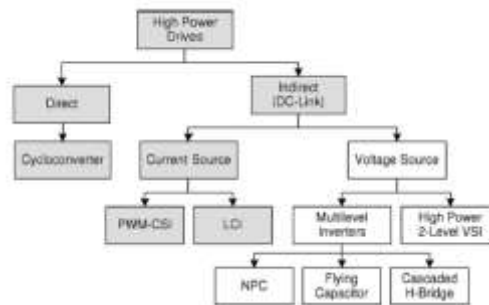 High Power
Drives
Direct
Indirect
(DC-Link)
Cycloconverter
Current Source
Voltage Source
PWM-CSI
LCI
Multilevel
Inverters
High Power
2-Level VSI
NPC
Flying
Capacitor
Cascaded
H-Bridge